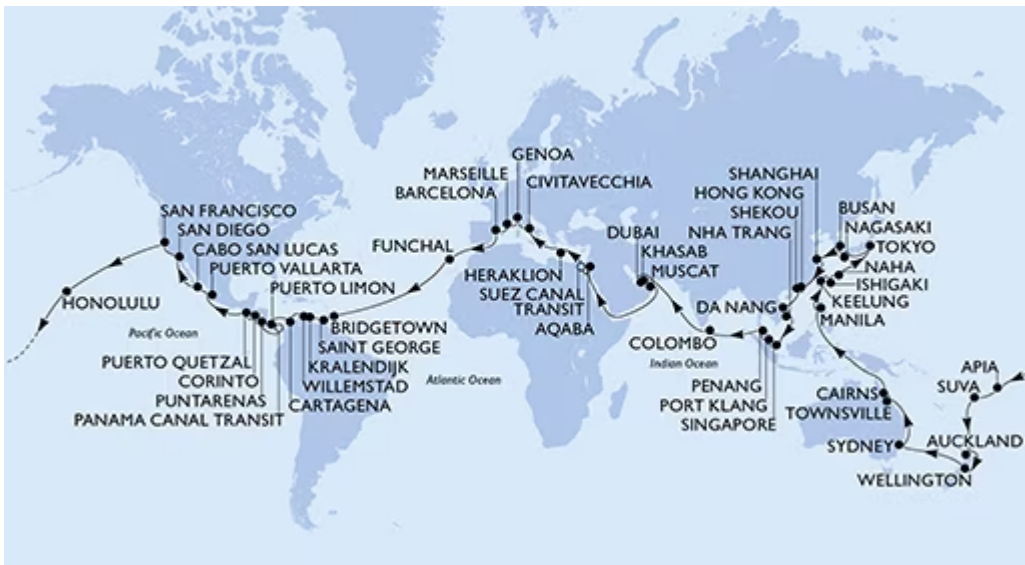 GENOA
MARSEILLE
BARCELONA
CIVITAVECCHIA
SHANGHAI
HONG KONG
SHEKOU
NHA TRANG
BUSAN
NAGASAKI
TOKYO
SAN FRANCISCO
SAN DIEGO
CABO SAN LUCAS
PUERTO VALLARTA
PUERTO LIMON
FUNCHAL
DUBAI
KHASAB
MUSCAT
HERAKLION
SUEZ CANAL
TRANSIT
AQABA
NAHA
ISHIGAKI
KEELUNG
MANILA
HONOLULU
DA NANG
Pacific Ocean
BRIDGETOWN
SAINT GEORGE
KRALENDIJK
WILLEMSTAD
CARTAGENA
COLOMBO
Indian Ocean
PUERTO QUETZAL
CORINTO
PUNTARENAS
PANAMA CANAL TRANSIT
Atlantic Ocean
PENANG
PORT KLANG
SINGAPORE
CAIRNS
TOWNSVILLE
SYDNEY
APIA
SUVA
AUCKLAND
WELLINGTON